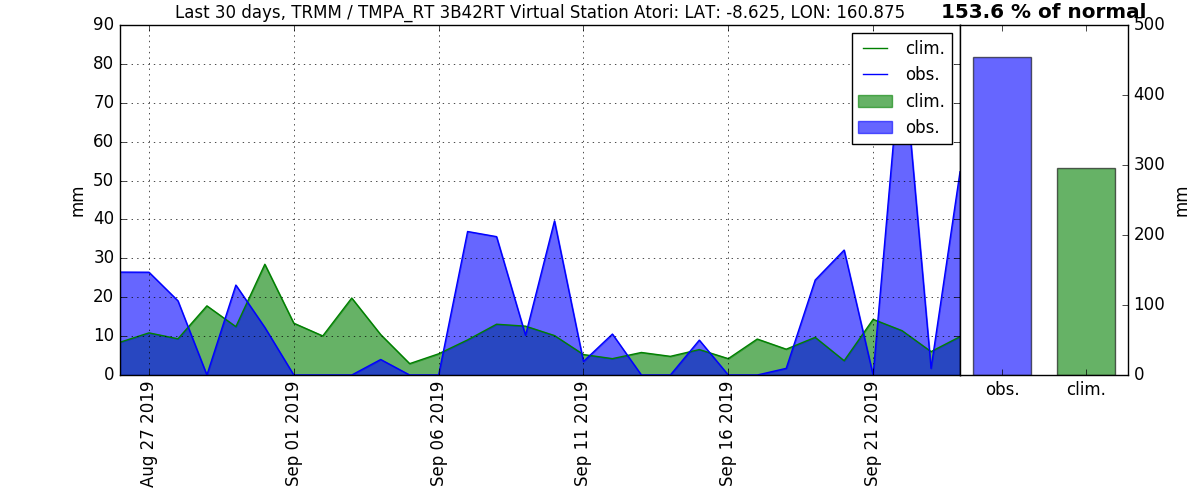 Last 30 days, TRMM / TMPA_RT 3B42RT Virtual Station Atori: LAT: -8.625, LON: 160.875
153.6 % of normal
90
80
70
60
50
40
30
20
10
0
mm
clim.
obs.
clim.
obs.
500
400
300
200
100
0
mm
obs.
clim.
Aug 27 2019
Sep 01 2019
Sep 06 2019
Sep 11 2019
Sep 16 2019
Sep 21 2019